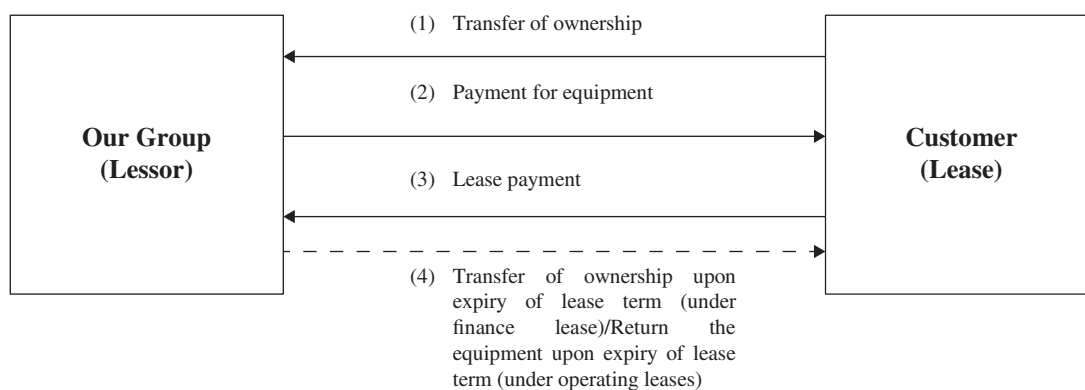 (1) Transfer of ownership
(2) Payment for equipment
Our Group
(Lessor)
Customer
(Lease)
(3) Lease payment
(4) Transfer of ownership upon
expiry of lease term (under
finance lease)/Return the
equipment upon expiry of lease
term (under operating leases)